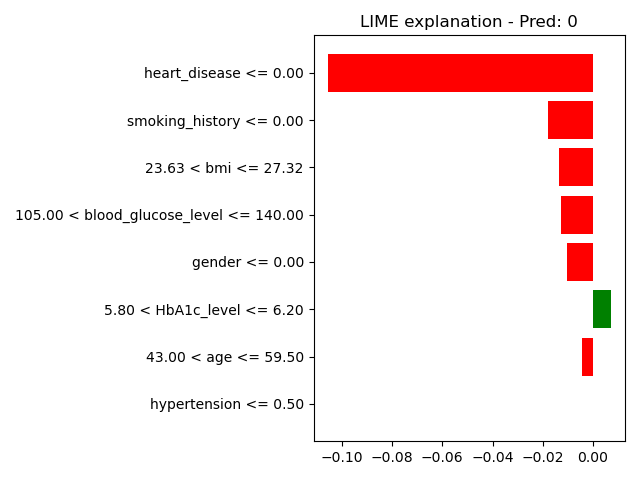 LIME explanation - Pred: 0
heart_disease <= 0.00
smoking_history <= 0.00
23.63 < bmi <= 27.32
105.00 < blood_glucose_level <= 140.00
gender <= 0.00
5.80 < HbA1c_level <= 6.20
43.00 < age <= 59.50
hypertension <= 0.50
−0.10 −0.08 −0.06 −0.04 −0.02 0.00